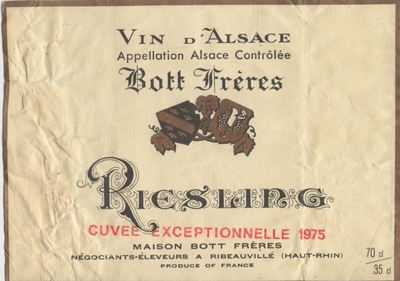 VIN D'ALSACE
Appellation Alsace Contrôlée
Bott Frères
RIESLING
CUVEE EXCEPTIONNELLE 1975
MAISON BOTT FRÈRES
NÉGOCIANTS-ÉLEVEURS A RIBEAUVILLÉ (HAUT-RHIN)
PRODUCE OF FRANCE
70 cl
35 cl